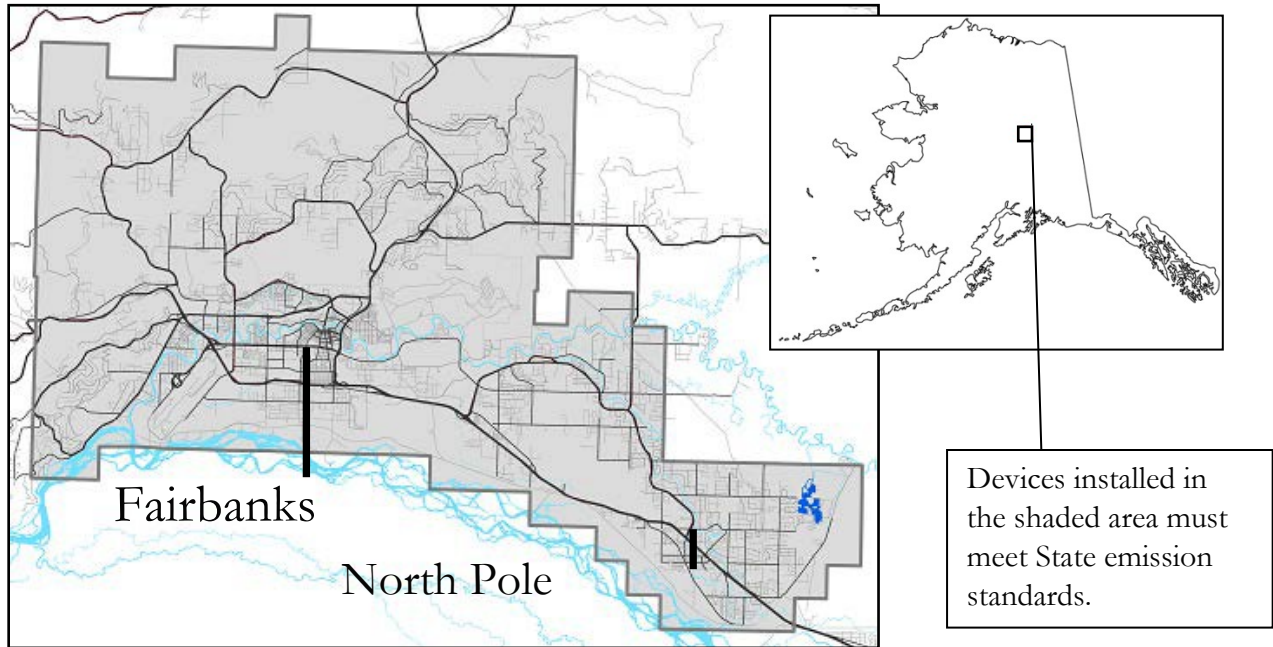 Fairbanks
North Pole
Devices installed in
the shaded area must
meet State emission
standards.